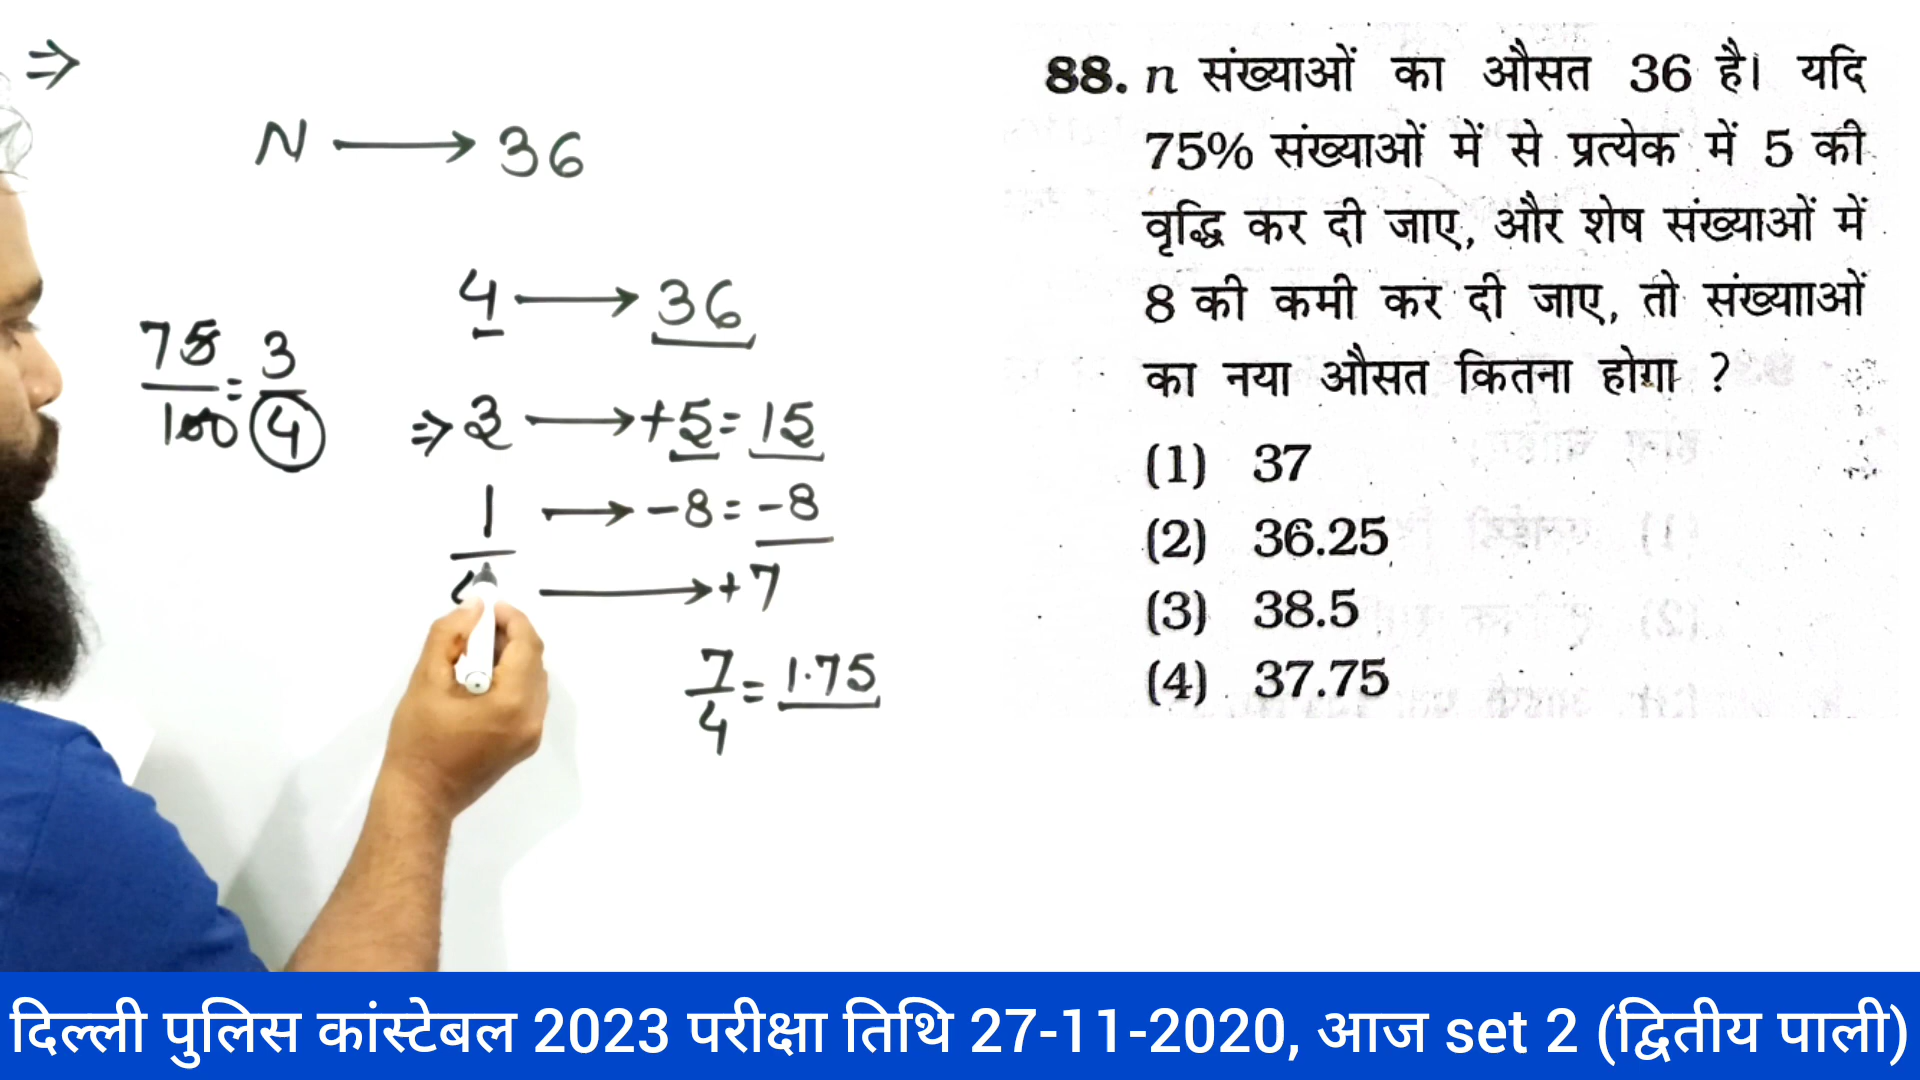 ⇒
N → 36
4 → 36
75/100 = 3/4
⇒ 3 → +5 = 15
1 → -8 = -8
4 → +7
7/4 = 1.75
88. n संख्याओं का औसत 36 है। यदि
75% संख्याओं में से प्रत्येक में 5 की
वृद्धि कर दी जाए, और शेष संख्याओं में
8 की कमी कर दी जाए, तो संख्यााओं
का नया औसत कितना होगा ?
(1) 37
(2) 36.25
(3) 38.5
(4) 37.75
दिल्ली पुलिस कांस्टेबल 2023 परीक्षा तिथि 27-11-2020, आज set 2 (द्वितीय पाली)